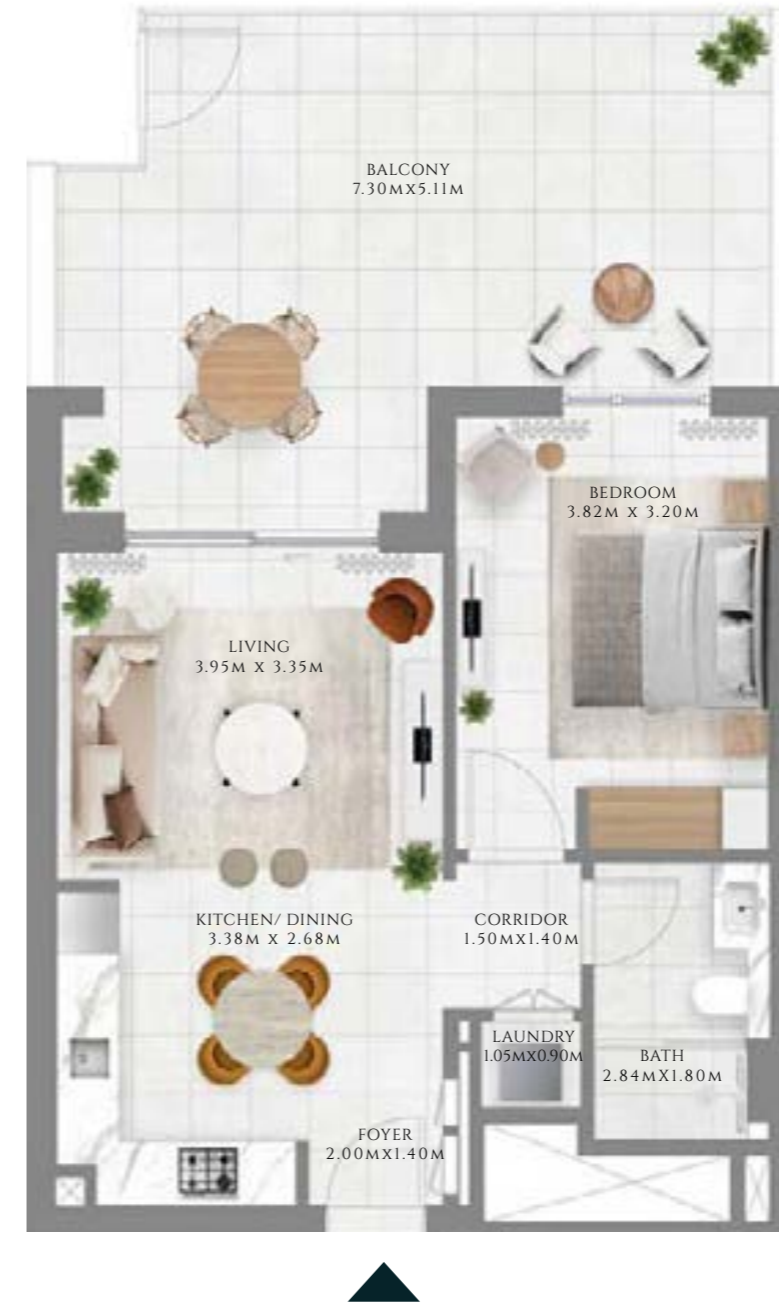 BALCONY
7.30MX5.11M
BEDROOM
3.82M X 3.20M
LIVING
3.95M X 3.35M
KITCHEN/ DINING
3.38M X 2.68M
CORRIDOR
1.50MX1.40M
LAUNDRY
1.05MX0.90M
BATH
2.84MX1.80M
FOYER
2.00MX1.40M